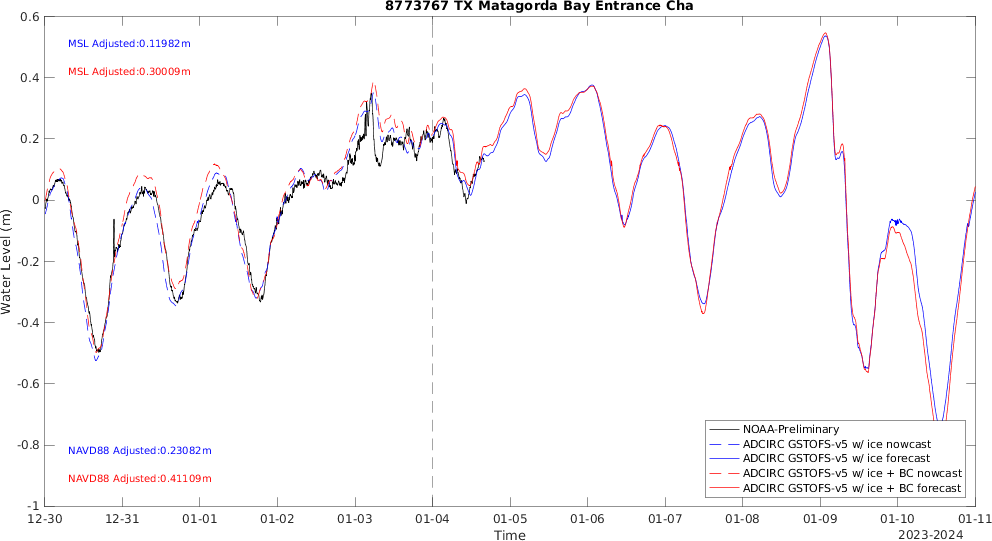 8773767 TX Matagorda Bay Entrance Cha
MSL Adjusted:0.11982m
MSL Adjusted:0.30009m
NAVD88 Adjusted:0.23082m
NAVD88 Adjusted:0.41109m
Water Level (m)
0.6
0.4
0.2
0
-0.2
-0.4
-0.6
-0.8
-1
NOAA-Preliminary
ADCIRC GSTOFS-v5 w/ ice nowcast
ADCIRC GSTOFS-v5 w/ ice forecast
ADCIRC GSTOFS-v5 w/ ice + BC nowcast
ADCIRC GSTOFS-v5 w/ ice + BC forecast
12-30 12-31 01-01 01-02 01-03 01-04 01-05 01-06 01-07 01-08 01-09 01-10 01-11
Time
2023-2024